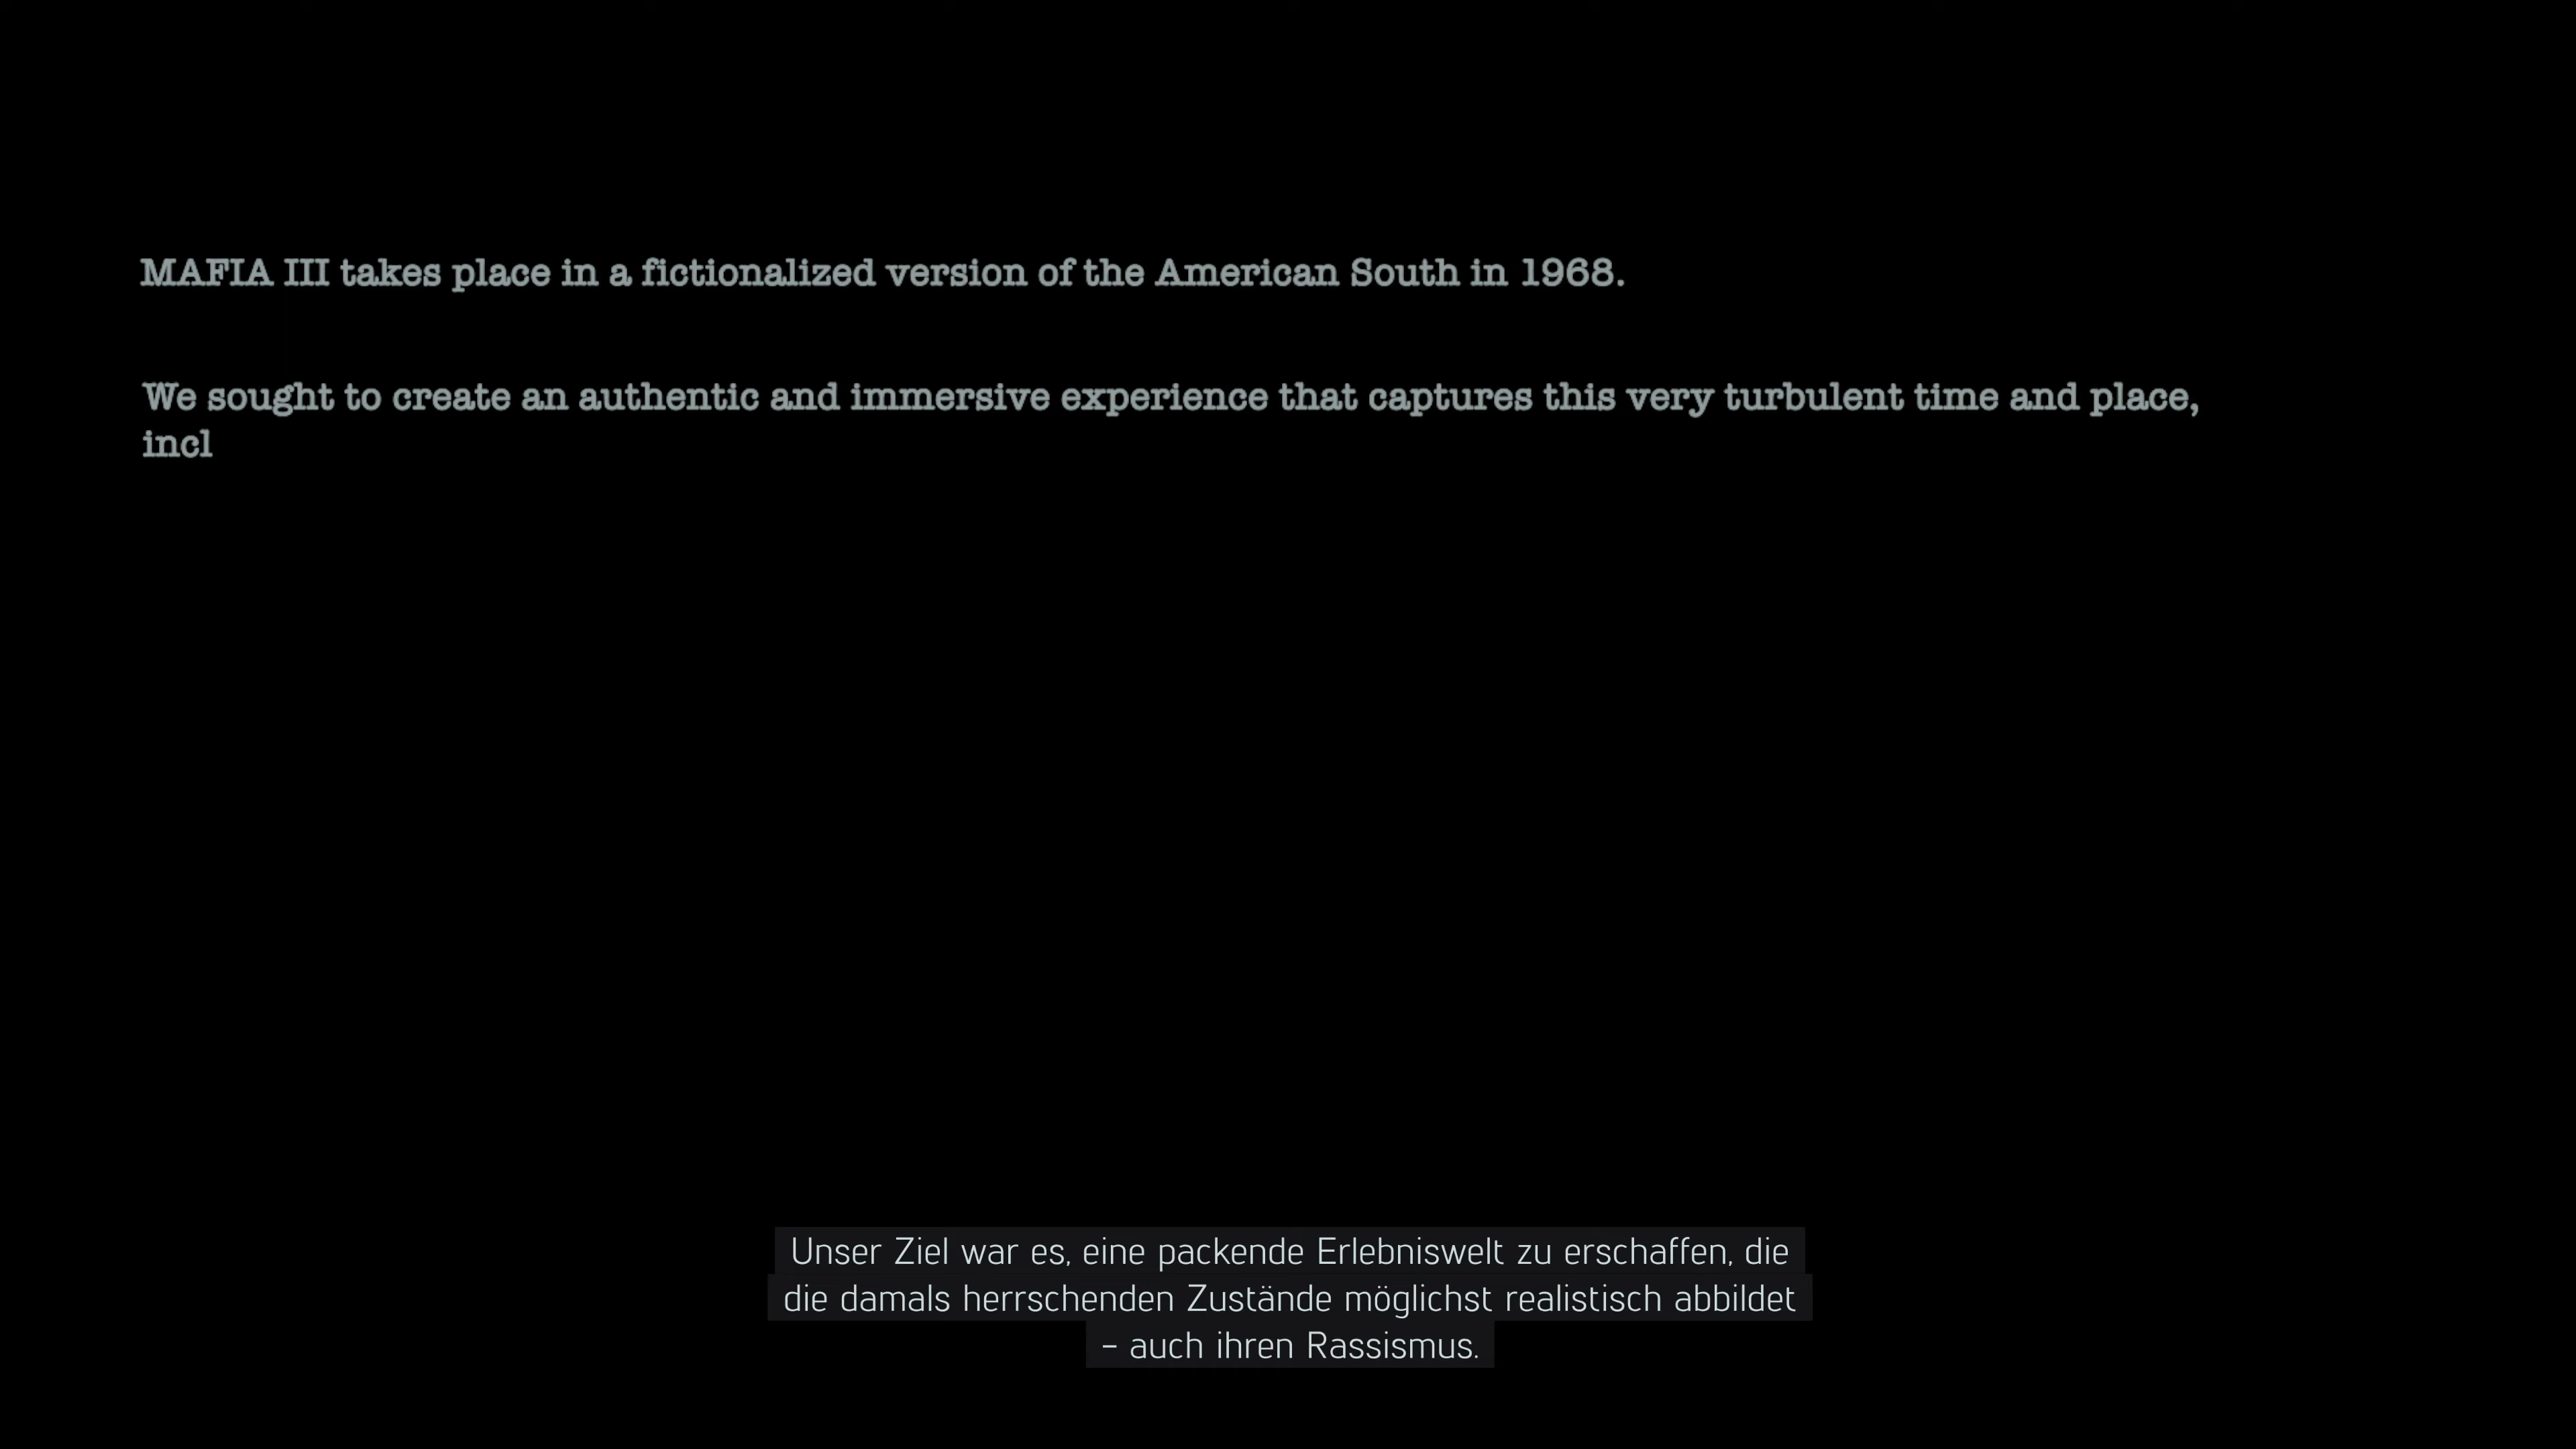 MAFIA III takes place in a fictionalized version of the American South in 1968.
We sought to create an authentic and immersive experience that captures this very turbulent time and place,
incl
Unser Ziel war es, eine packende Erlebniswelt zu erschaffen, die
die damals herrschenden Zustände möglichst realistisch abbildet
– auch ihren Rassismus.